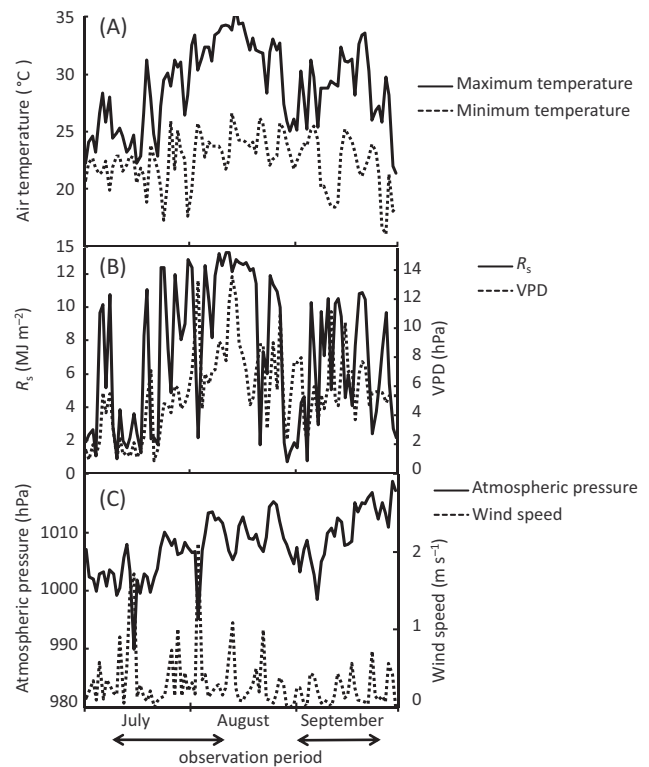 (A)
Air temperature (°C)
35
30
25
20
15
Maximum temperature
Minimum temperature
(B)
Rs (MJ m−2)
12
10
8
6
4
2
0
14
12
10
8
6
4
2
0
VPD (hPa)
Rs
VPD
(C)
Atmospheric pressure (hPa)
1010
1000
990
980
2
1
0
Wind speed (m s−1)
Atmospheric pressure
Wind speed
July August September
observation period